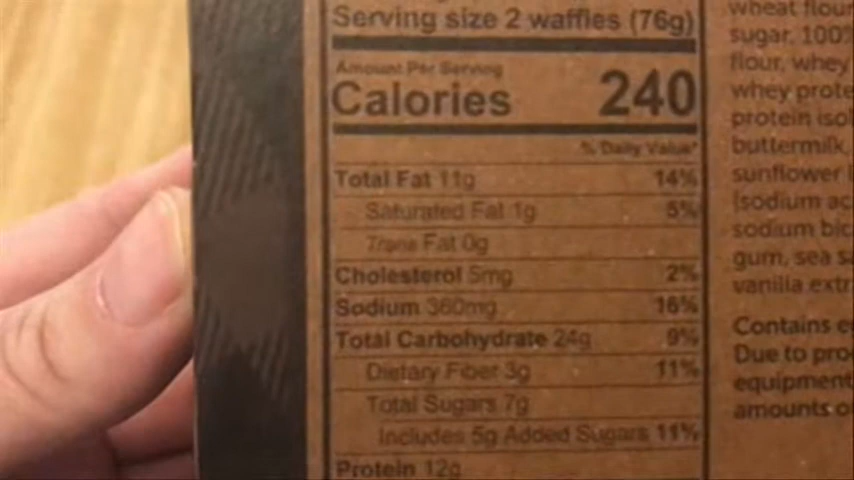 Serving size 2 waffles (76g)
Amount Per Serving
Calories 240
% Daily Value*
Total Fat 11g 14%
Saturated Fat 1g 5%
Trans Fat 0g
Cholesterol 5mg 2%
Sodium 360mg 16%
Total Carbohydrate 24g 9%
Dietary Fiber 3g 11%
Total Sugars 7g
Includes 5g Added Sugars 11%
Protein 12g
wheat flour
sugar, 100%
flour, whey
whey prote
protein isol
buttermilk,
sunflower l
(sodium ac
sodium bic
gum, sea sa
vanilla extr
Contains e
Due to pro
equipment
amounts o